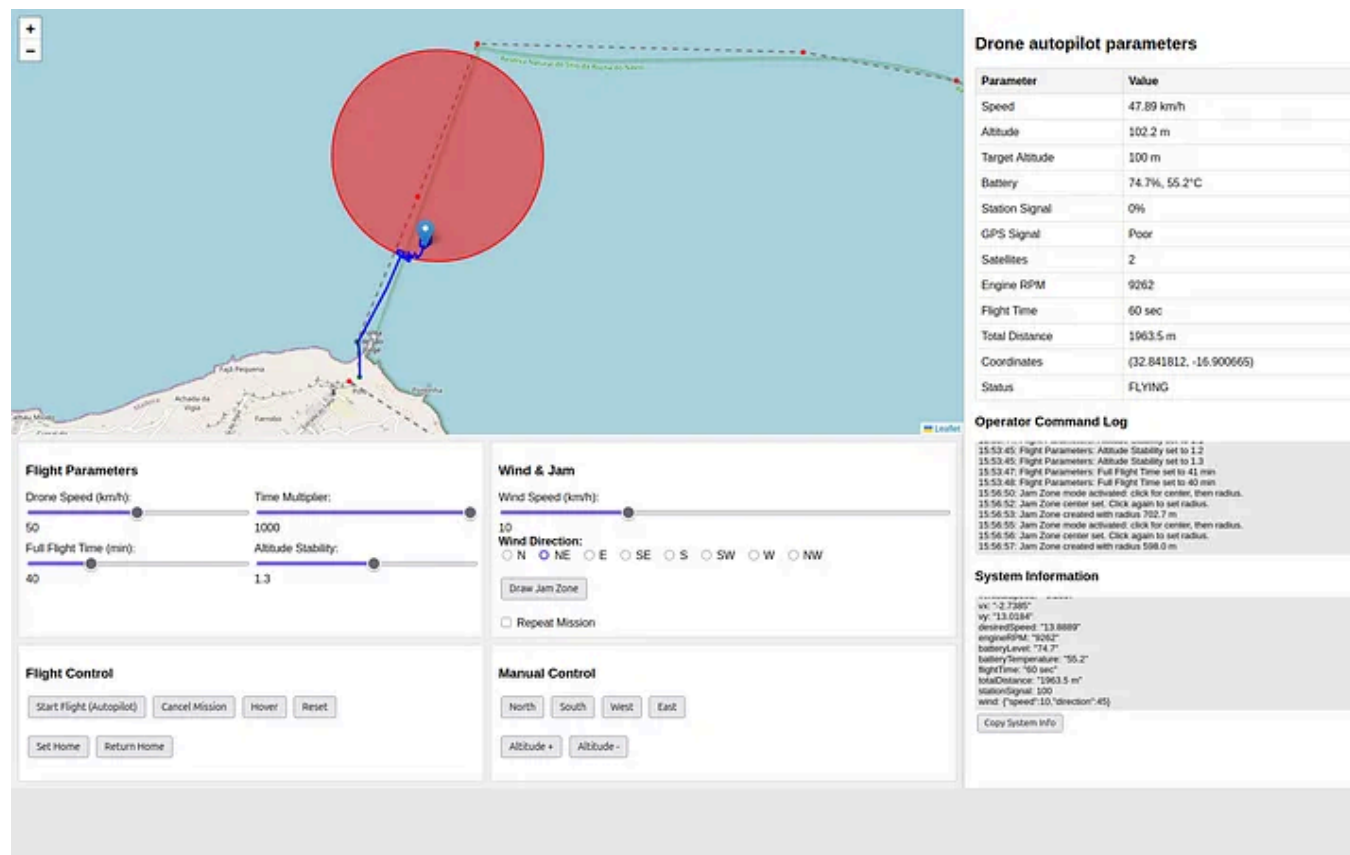 +
−
Drone autopilot parameters
Parameter Value
Speed 47.89 km/h
Altitude 102.2 m
Target Altitude 100 m
Battery 74.7%, 55.2°C
Station Signal 0%
GPS Signal Poor
Satellites 2
Engine RPM 9262
Flight Time 60 sec
Total Distance 1963.5 m
Coordinates (32.841812, -16.900665)
Status FLYING
Fajã Pequena
Achada da
Vigia
Farrobo
Leaflet
Operator Command Log
15:53:45: Flight Parameters: Altitude Stability set to 1.2
15:53:45: Flight Parameters: Altitude Stability set to 1.3
15:53:47: Flight Parameters: Full Flight Time set to 41 min
15:53:48: Flight Parameters: Full Flight Time set to 40 min
15:56:50: Jam Zone mode activated: click for center, then radius.
15:56:52: Jam Zone center set. Click again to set radius.
15:56:53: Jam Zone created with radius 702.7 m
15:56:55: Jam Zone mode activated: click for center, then radius.
15:56:56: Jam Zone center set. Click again to set radius.
15:56:57: Jam Zone created with radius 598.0 m
System Information
vx: "-2.7385"
vy: "13.0184"
desiredSpeed: "13.8889"
engineRPM: "9262"
batteryLevel: "74.7"
batteryTemperature: "55.2"
flightTime: "60 sec"
totalDistance: "1963.5 m"
stationSignal: 100
wind: {"speed":10,"direction":45}
Copy System Info
Flight Parameters
Drone Speed (km/h): Time Multiplier:
50 1000
Full Flight Time (min): Altitude Stability:
40 1.3
Wind & Jam
Wind Speed (km/h):
10
Wind Direction:
N NE E SE S SW W NW
Draw Jam Zone
Repeat Mission
Flight Control
Start Flight (Autopilot) Cancel Mission Hover Reset
Set Home Return Home
Manual Control
North South West East
Altitude + Altitude -